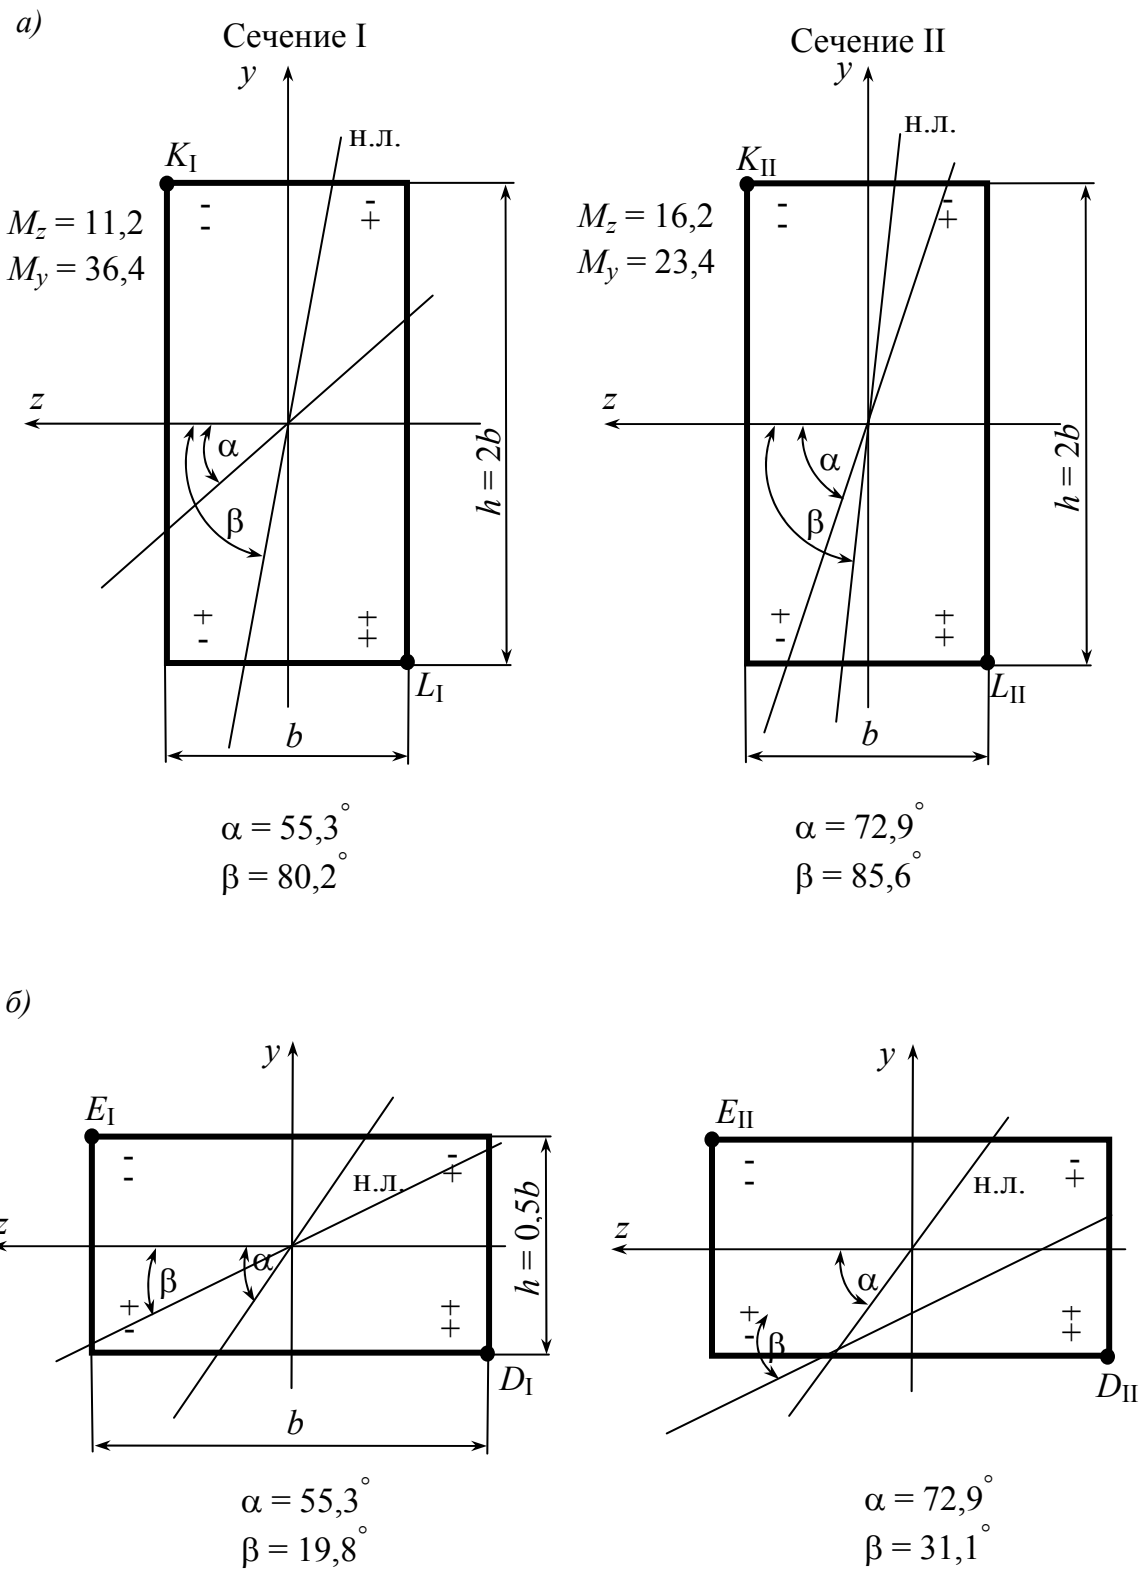 а)
Сечение I
Сечение II
y
y
н.л.
н.л.
K_I
K_II
- -
- -
- +
- +
M_z = 11,2
M_z = 16,2
M_y = 36,4
M_y = 23,4
z
z
α
α
β
β
h = 2b
h = 2b
+ +
+ +
- +
- +
L_I
L_II
b
b
α = 55,3°
α = 72,9°
β = 80,2°
β = 85,6°
б)
y
y
E_I
E_II
- -
- -
- +
- +
н.л.
н.л.
z
z
α
α
β
β
h = 0,5b
+ +
+ +
- +
- +
D_I
D_II
b
α = 55,3°
α = 72,9°
β = 19,8°
β = 31,1°